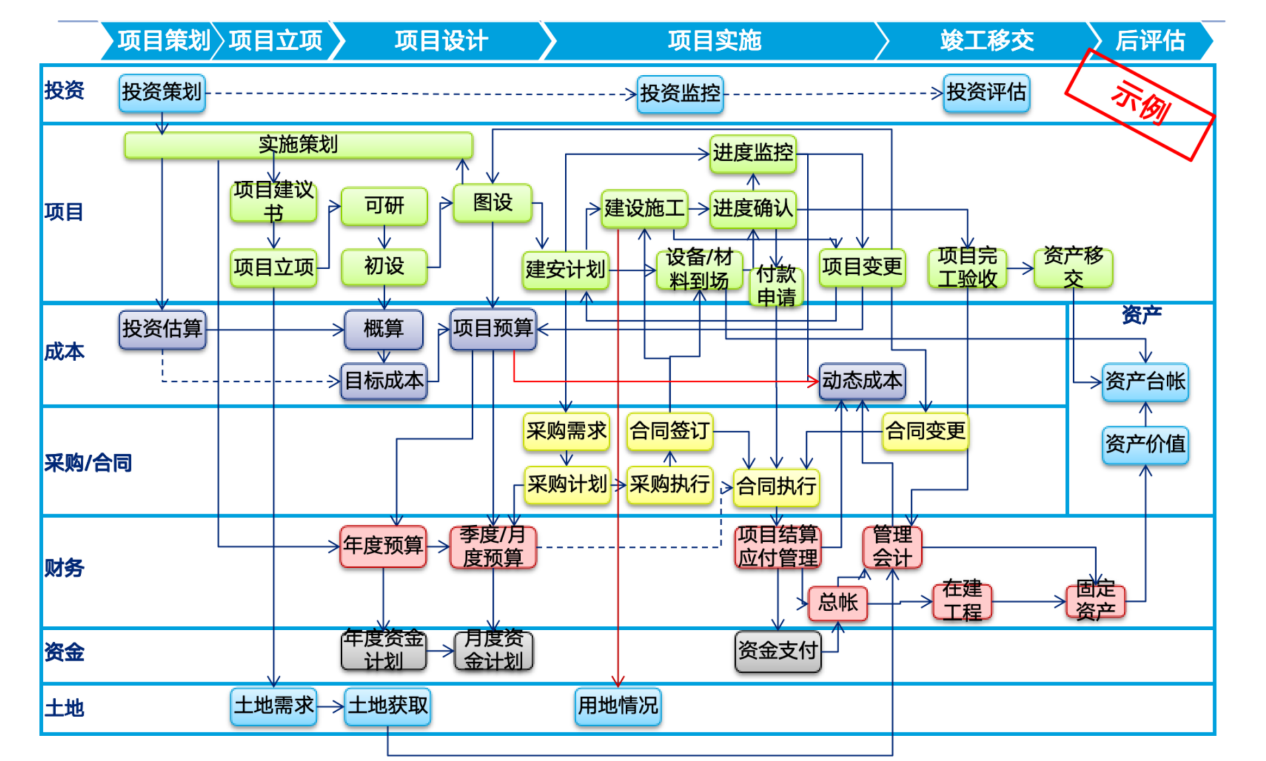 项目策划
项目立项
项目设计
项目实施
竣工移交
后评估
投资
投资策划
投资监控
投资评估
示例
项目
实施策划
项目建议
书
项目立项
可研
初设
图设
建安计划
建设施工
设备/材
料到场
进度监控
进度确认
付款
申请
项目变更
项目完
工验收
资产移
交
成本
投资估算
概算
目标成本
项目预算
动态成本
资产
资产台帐
资产价值
采购/合同
采购需求
采购计划
合同签订
采购执行
合同执行
合同变更
财务
年度预算
季度/月
度预算
项目结算
应付管理
管理
会计
总帐
在建
工程
固定
资产
资金
年度资金
计划
月度资
金计划
资金支付
土地
土地需求
土地获取
用地情况